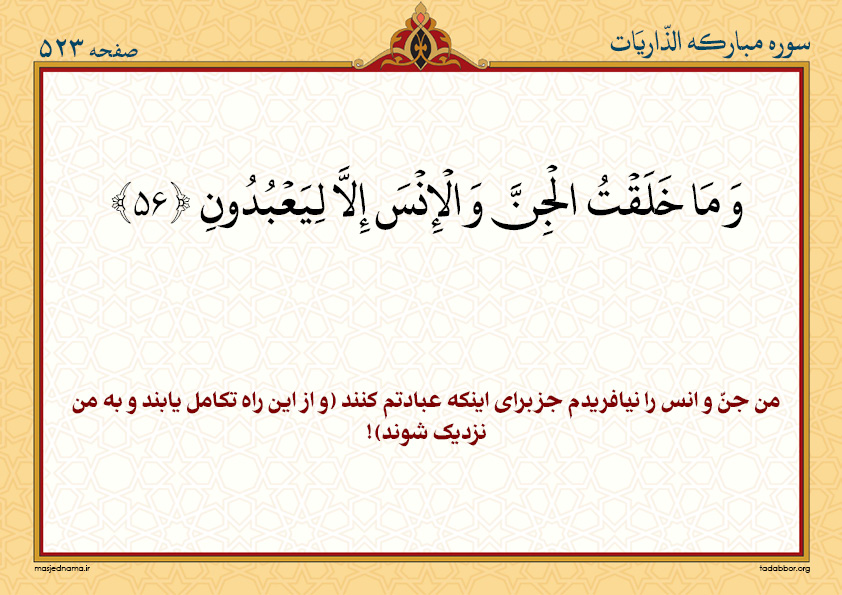 سوره مبارکه الذّاریَات
صفحه ۵۲۳
وَ مَا خَلَقْتُ الْجِنَّ وَ الْإِنْسَ إِلاَّ لِيَعْبُدُونِ ﴿۵۶﴾
من جنّ و انس را نیافریدم جز برای اینکه عبادتم کنند (و از این راه تکامل یابند و به من
نزدیک شوند)!
masjednama.ir
tadabbor.org